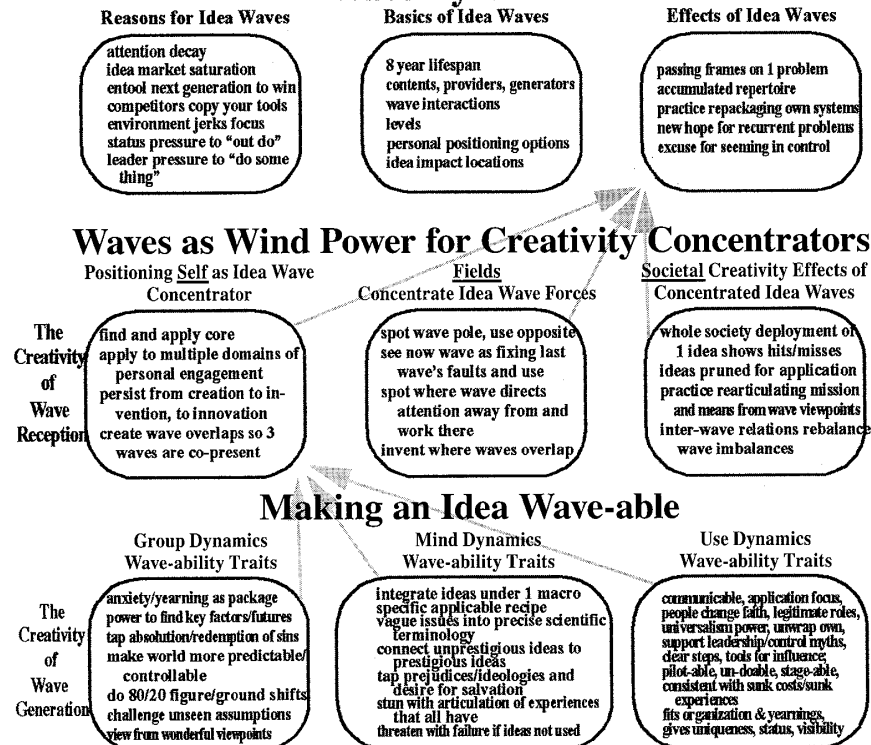 Reasons for Idea Waves
attention decay
idea market saturation
entool next generation to win
competitors copy your tools
environment jerks focus
status pressure to “out do”
leader pressure to “do some
thing”
Basics of Idea Waves
8 year lifespan
contents, providers, generators
wave interactions
levels
personal positioning options
idea impact locations
Effects of Idea Waves
passing frames on 1 problem
accumulated repertoire
practice repackaging own systems
new hope for recurrent problems
excuse for seeming in control
Waves as Wind Power for Creativity Concentrators
The
Creativity
of
Wave
Reception
Positioning Self as Idea Wave
Concentrator
find and apply core
apply to multiple domains of
personal engagement
persist from creation to in-
vention, to innovation
create wave overlaps so 3
waves are co-present
Fields
Concentrate Idea Wave Forces
spot wave pole, use opposite
see now wave as fixing last
wave’s faults and use
spot where wave directs
attention away from and
work there
invent where waves overlap
Societal Creativity Effects of
Concentrated Idea Waves
whole society deployment of
1 idea shows hits/misses
ideas pruned for application
practice rearticulating mission
and means from wave viewpoints
inter-wave relations rebalance
wave imbalances
Making an Idea Wave-able
The
Creativity
of
Wave
Generation
Group Dynamics
Wave-ability Traits
anxiety/yearning as package
power to find key factors/futures
tap absolution/redemption of sins
make world more predictable/
controllable
do 80/20 figure/ground shifts
challenge unseen assumptions
view from wonderful viewpoints
Mind Dynamics
Wave-ability Traits
integrate ideas under 1 macro
specific applicable recipe
vague issues into precise scientific
terminology
connect unprestigious ideas to
prestigious ideas
tap prejudices/ideologies and
desire for salvation
stun with articulation of experiences
that all have
threaten with failure if ideas not used
Use Dynamics
Wave-ability Traits
communicable, application focus,
people change faith, legitimate roles,
universalism power, unwrap own,
support leadership/control myths,
clear steps, tools for influence,
pilot-able, un-doable, stage-able,
consistent with sunk costs/sunk
experiences
fits organization & yearnings,
gives uniqueness, status, visibility